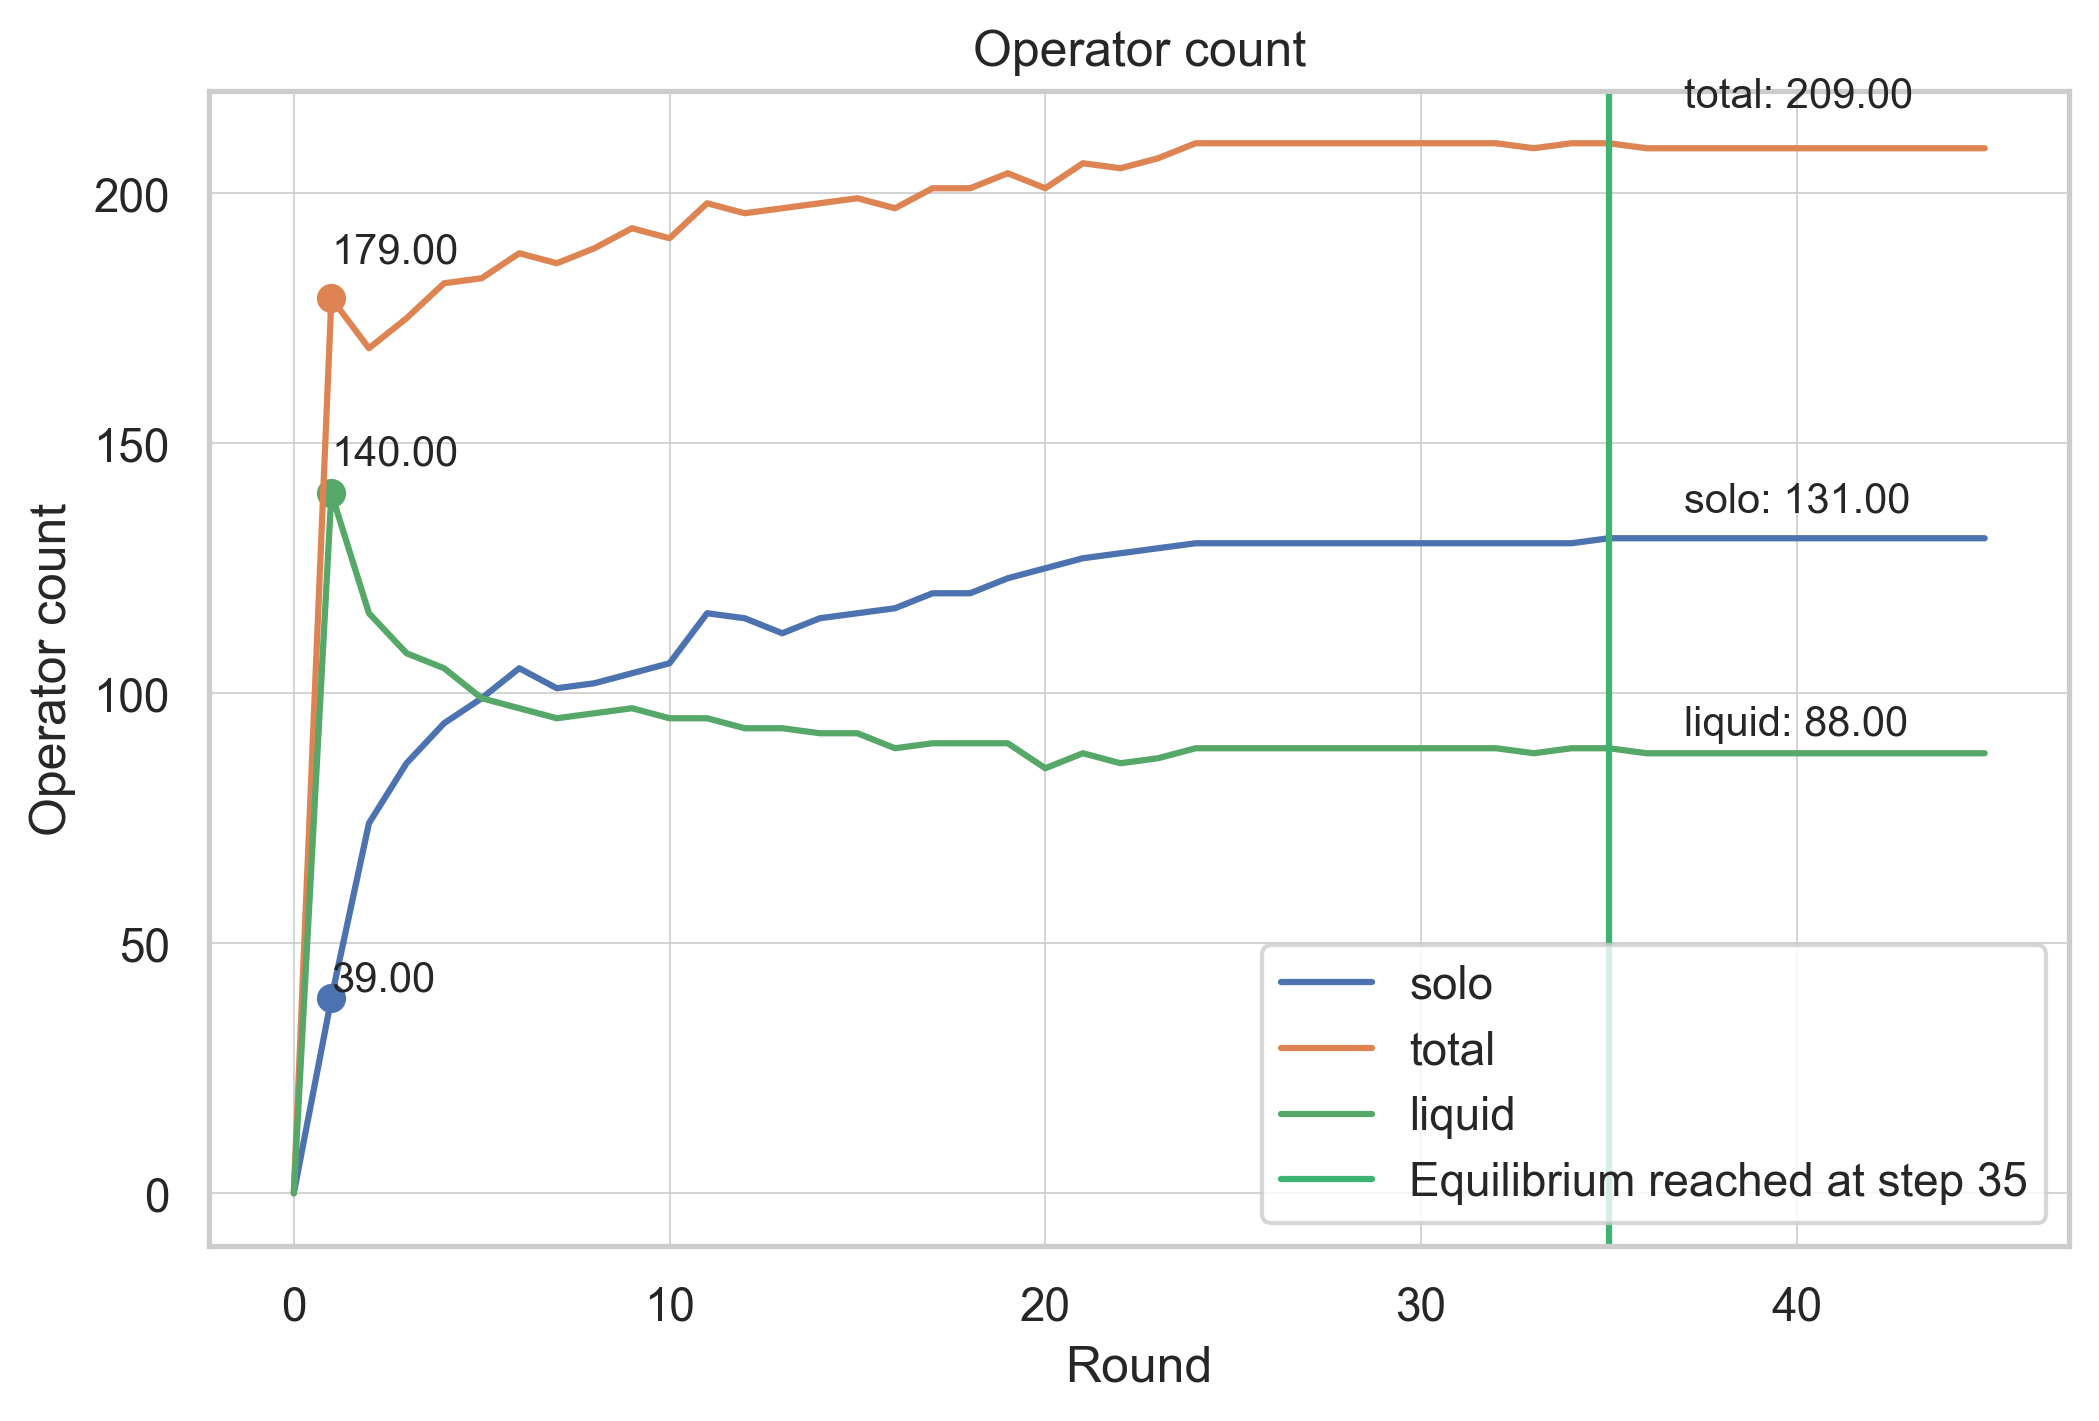 Operator count
total: 209.00
200
179.00
150
140.00
solo: 131.00
Operator count
100
liquid: 88.00
50
39.00
solo
total
liquid
Equilibrium reached at step 35
0
0
10
20
30
40
Round